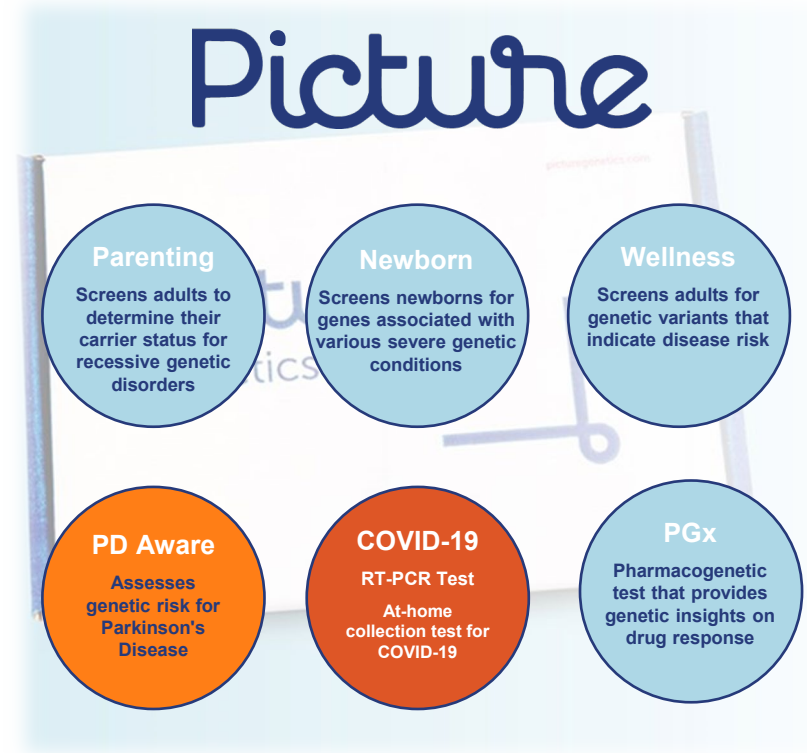 Picture
picturegenetics.com
Parenting
Screens adults to
determine their
carrier status for
recessive genetic
disorders
Newborn
Screens newborns for
genes associated with
various severe genetic
conditions
Wellness
Screens adults for
genetic variants that
indicate disease risk
tics
PD Aware
Assesses
genetic risk for
Parkinson's
Disease
COVID-19
RT-PCR Test
At-home
collection test for
COVID-19
PGx
Pharmacogenetic
test that provides
genetic insights on
drug response